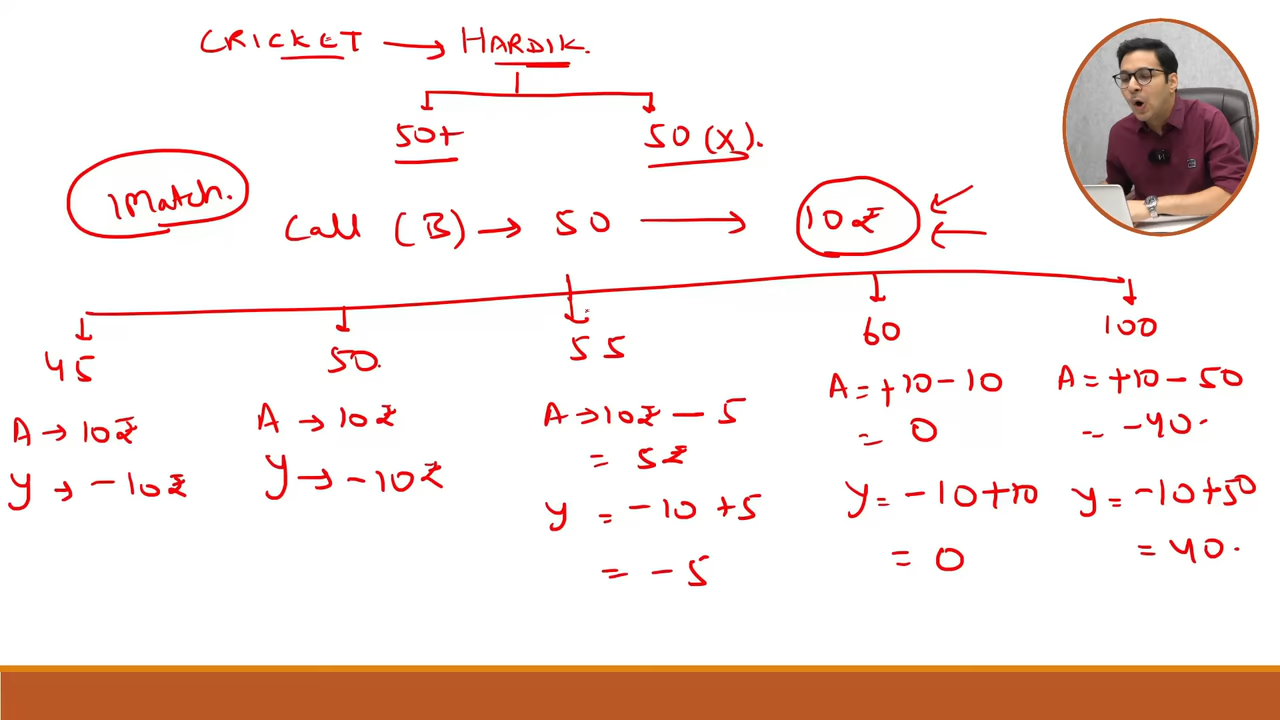 CRICKET → HARDIK.
50+ 50 (X).
1 Match.
Call (B) → 50 → 10₹
45 50. 55 60 100
A → 10₹
Y → -10₹
A → 10₹
Y → -10₹
A → 10₹ - 5
= 5₹
Y = -10 + 5
= -5
A = +10 - 10
= 0
Y = -10 + 10
= 0
A = +10 - 50
= -40.
Y = -10 + 50
= 40.